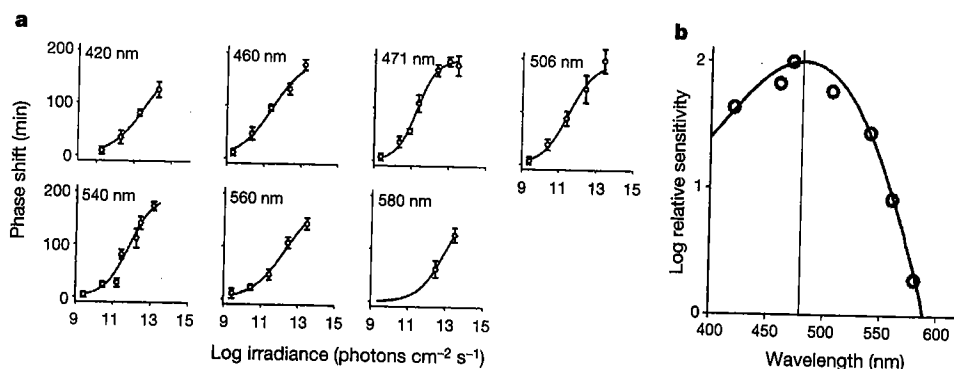 a
420 nm
460 nm
471 nm
506 nm
200
100
0
9 11 13 15
540 nm
560 nm
580 nm
200
100
0
9 11 13 15
9 11 13 15
9 11 13 15
Phase shift (min)
Log irradiance (photons cm⁻² s⁻¹)
b
2
1
0
400 450 500 550 600
Log relative sensitivity
Wavelength (nm)